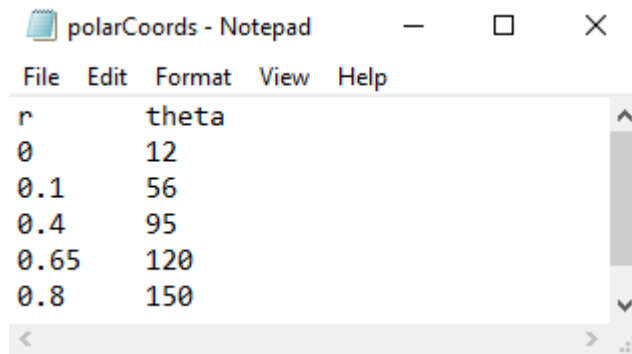 polarCoords - Notepad
File Edit Format View Help
r theta
0 12
0.1 56
0.4 95
0.65 120
0.8 150